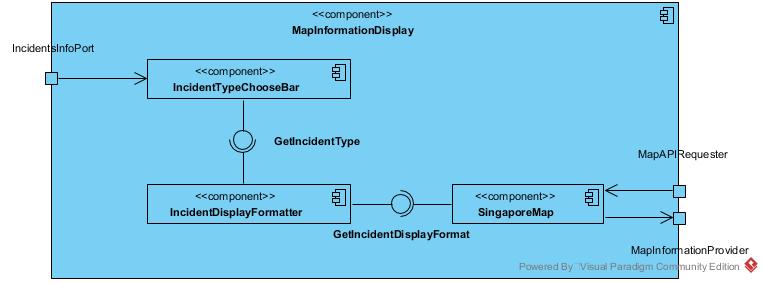 <<component>>
MapInformationDisplay
IncidentsInfoPort
<<component>>
IncidentTypeChooseBar
GetIncidentType
MapAPIRequester
<<component>>
IncidentDisplayFormatter
<<component>>
SingaporeMap
GetIncidentDisplayFormat
MapInformationProvider
Powered By Visual Paradigm Community Edition